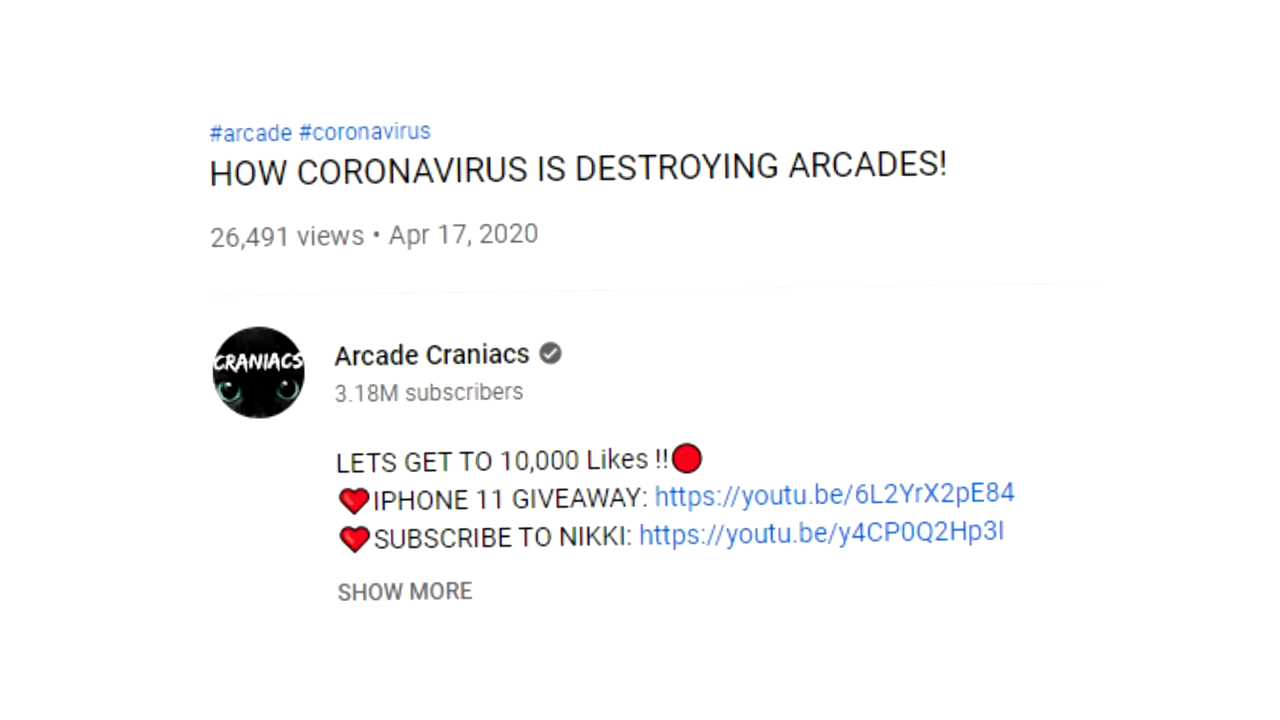 #arcade #coronavirus
HOW CORONAVIRUS IS DESTROYING ARCADES!
26,491 views • Apr 17, 2020
CRANIACS
Arcade Craniacs
3.18M subscribers
LETS GET TO 10,000 Likes !!🔴
❤️IPHONE 11 GIVEAWAY: https://youtu.be/6L2YrX2pE84
❤️SUBSCRIBE TO NIKKI: https://youtu.be/y4CP0Q2Hp3I
SHOW MORE